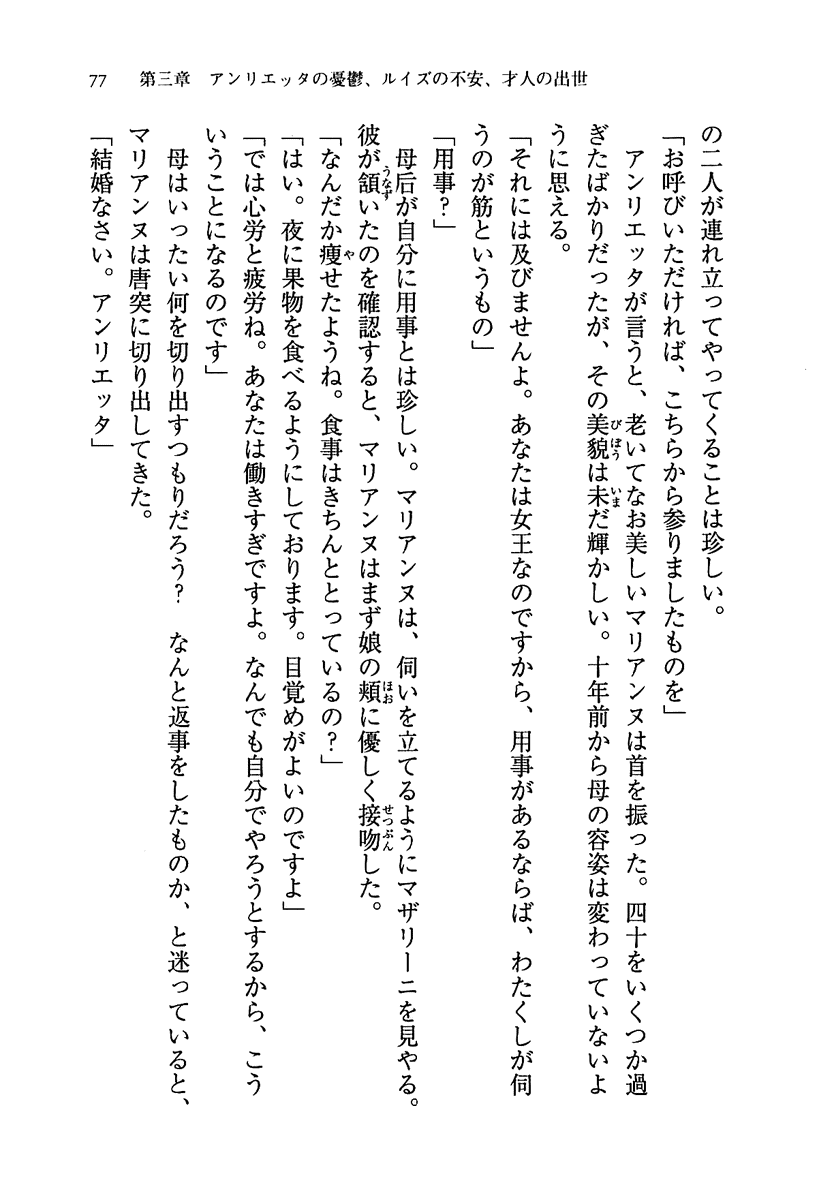 77　第三章　アンリエッタの憂鬱、ルイズの不安、才人の出世
の二人が連れ立ってやってくることは珍しい。
「お呼びいただければ、こちらから参りましたものを」
　アンリエッタが言うと、老いてなお美しいマリアンヌは首を振った。四十をいくつか過
ぎたばかりだったが、その美貌は未だ輝かしい。十年前から母の容姿は変わっていないよ
うに思える。
「それには及びませんよ。あなたは女王なのですから、用事があるならば、わたくしが伺
うのが筋というもの」
「用事？」
　母后が自分に用事とは珍しい。マリアンヌは、伺いを立てるようにマザリーニを見やる。
彼が頷いたのを確認すると、マリアンヌはまず娘の頬に優しく接吻した。
「なんだか痩せたようね。食事はきちんととっているの？」
「はい。夜に果物を食べるようにしております。目覚めがよいのですよ」
「では心労と疲労ね。あなたは働きすぎですよ。なんでも自分でやろうとするから、こう
いうことになるのです」
　母はいったい何を切り出すつもりだろう？　なんと返事をしたものか、と迷っていると、
マリアンヌは唐突に切り出してきた。
「結婚なさい。アンリエッタ」